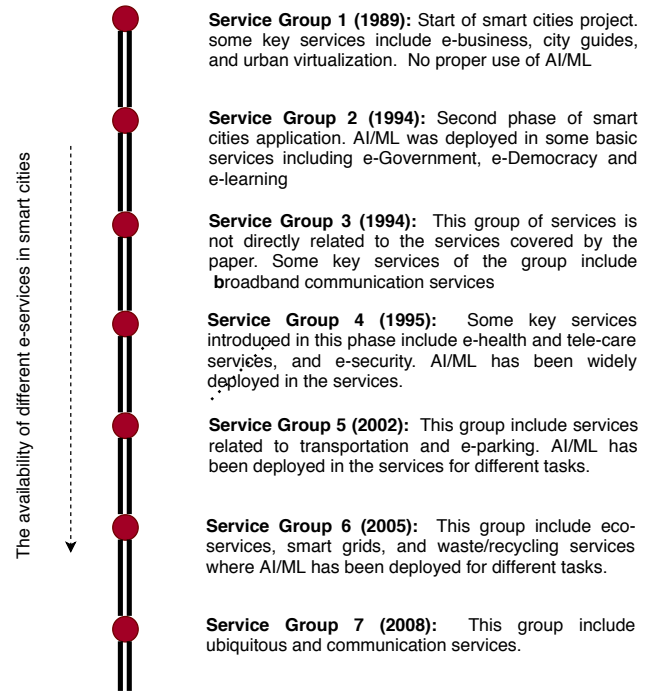 The availability of different e-services in smart cities
Service Group 1 (1989): Start of smart cities project.
some key services include e-business, city guides,
and urban virtualization. No proper use of AI/ML
Service Group 2 (1994): Second phase of smart
cities application. AI/ML was deployed in some basic
services including e-Government, e-Democracy and
e-learning
Service Group 3 (1994): This group of services is
not directly related to the services covered by the
paper. Some key services of the group include
broadband communication services
Service Group 4 (1995): Some key services
introduced in this phase include e-health and tele-care
services, and e-security. AI/ML has been widely
deployed in the services.
Service Group 5 (2002): This group include services
related to transportation and e-parking. AI/ML has
been deployed in the services for different tasks.
Service Group 6 (2005): This group include eco-
services, smart grids, and waste/recycling services
where AI/ML has been deployed for different tasks.
Service Group 7 (2008): This group include
ubiquitous and communication services.